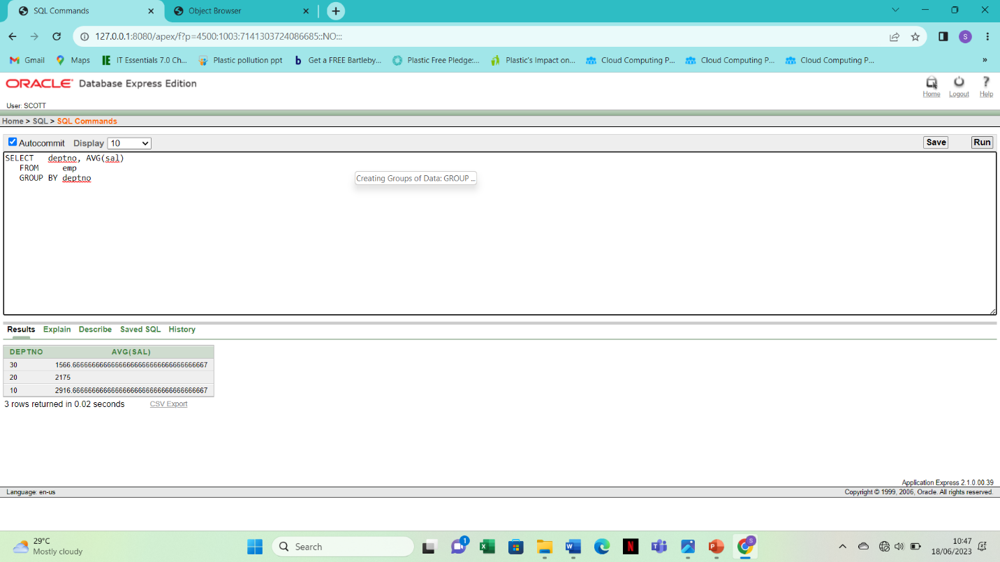 SQL Commands
Object Browser
127.0.0.1:8080/apex/f?p=4500:1003:7141303724086685::NO:::
S
Gmail
Maps
IT Essentials 7.0 Ch...
Plastic pollution ppt
Get a FREE Bartleby...
Plastic Free Pledge:...
Plastic's Impact on...
Cloud Computing P...
Cloud Computing P...
Cloud Computing P...
»
ORACLE Database Express Edition
Home Logout Help
User: SCOTT
Home > SQL > SQL Commands
Autocommit Display 10 Save Run
SELECT deptno, AVG(sal)
FROM emp
GROUP BY deptno
Creating Groups of Data: GROUP ...
Results Explain Describe Saved SQL History
DEPTNO AVG(SAL)
30 1566.66666666666666666666666666666667
20 2175
10 2916.66666666666666666666666666666667
3 rows returned in 0.02 seconds CSV Export
Application Express 2.1.0.00.39
Language: en-us Copyright © 1999, 2006, Oracle. All rights reserved.
29°C
Mostly cloudy
Search
1
S
10:47
18/06/2023